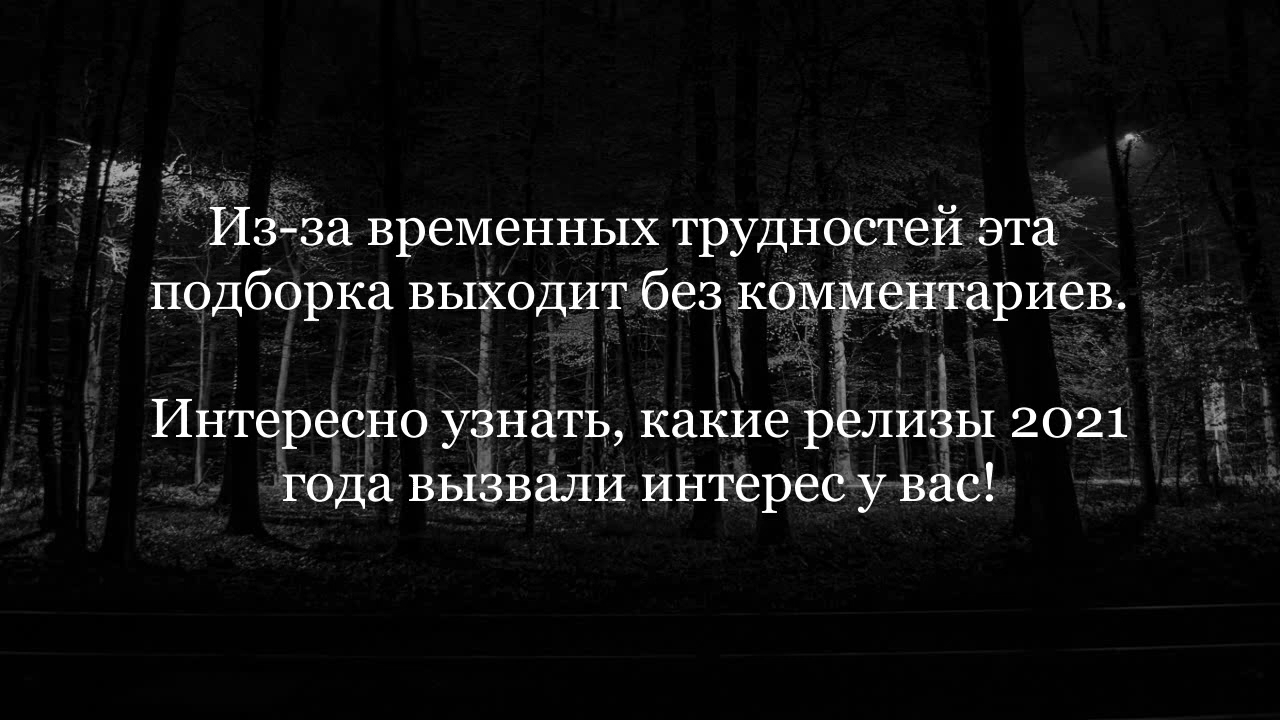 Из-за временных трудностей эта
подборка выходит без комментариев.
Интересно узнать, какие релизы 2021
года вызвали интерес у вас!